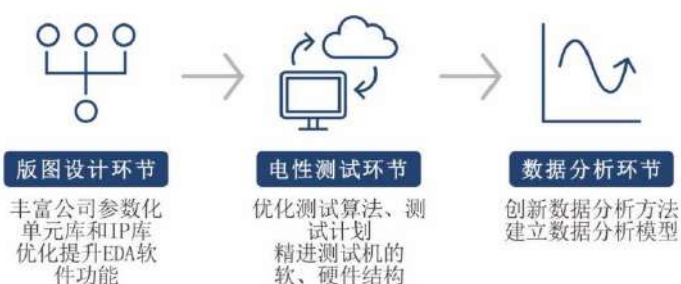 版图设计环节
丰富公司参数化
单元库和IP库
优化提升EDA软
件功能
电性测试环节
优化测试算法、测
试计划
精进测试机的
软、硬件结构
数据分析环节
创新数据分析方法
建立数据分析模型